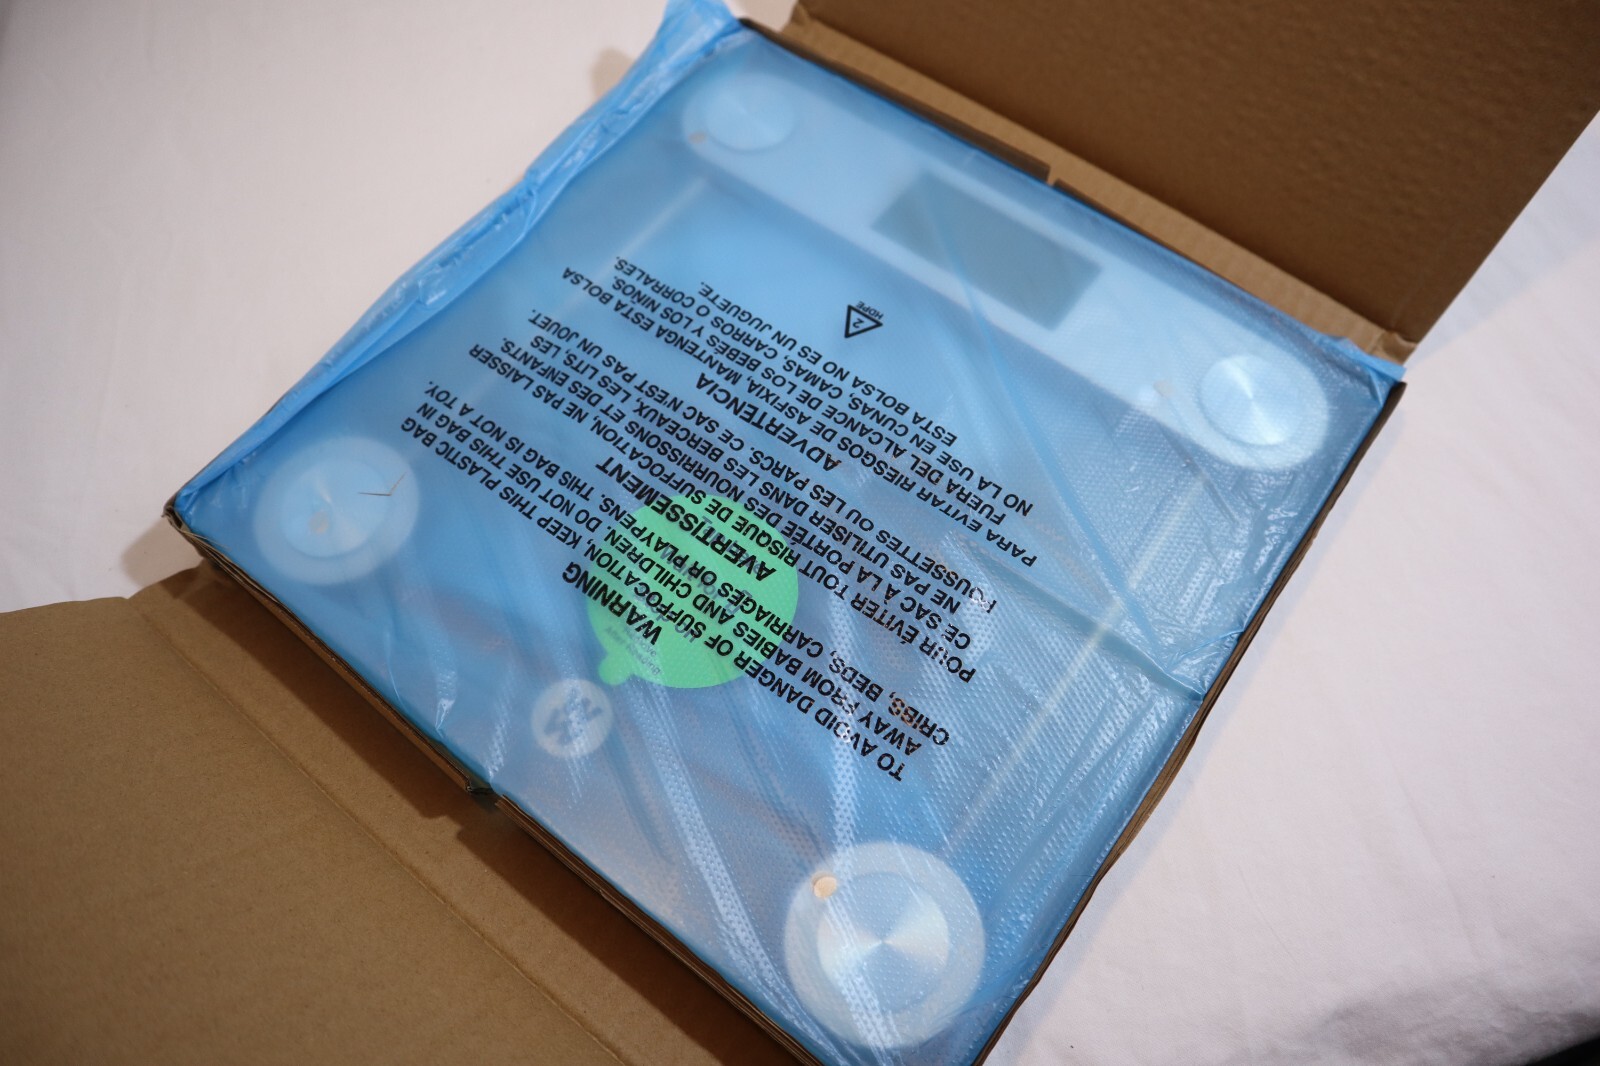 WARNING
TO AVOID DANGER OF SUFFOCATION, KEEP THIS PLASTIC BAG
AWAY FROM BABIES AND CHILDREN, DO NOT USE THIS BAG IN
CRIBS, BEDS, CARRIAGES OR PLAYPENS, THIS BAG IS NOT A TOY.
AVERTISSEMENT
POUR ÉVITER TOUT RISQUE DE SUFFOCATION, NE PAS LAISSER
CE SAC À LA PORTÉE DES NOURRISSONS, ET DES ENFANTS.
NE PAS UTILISER DANS LES BERCEAUX, LES LITS, LES
POUSSETTES OU LES PARCS. CE SAC N'EST PAS UN JOUET.
ADVERTENCIA
PARA EVITAR RIESGOS DE ASFIXIA, MANTENGA ESTA BOLSA
FUERA DEL ALCANCE DE LOS BEBÉS Y LOS NIÑOS.
NO LA USE EN CUNAS, CAMAS, CARROS O CORRALES.
ESTA BOLSA NO ES UN JUGUETE.
2
HDPE